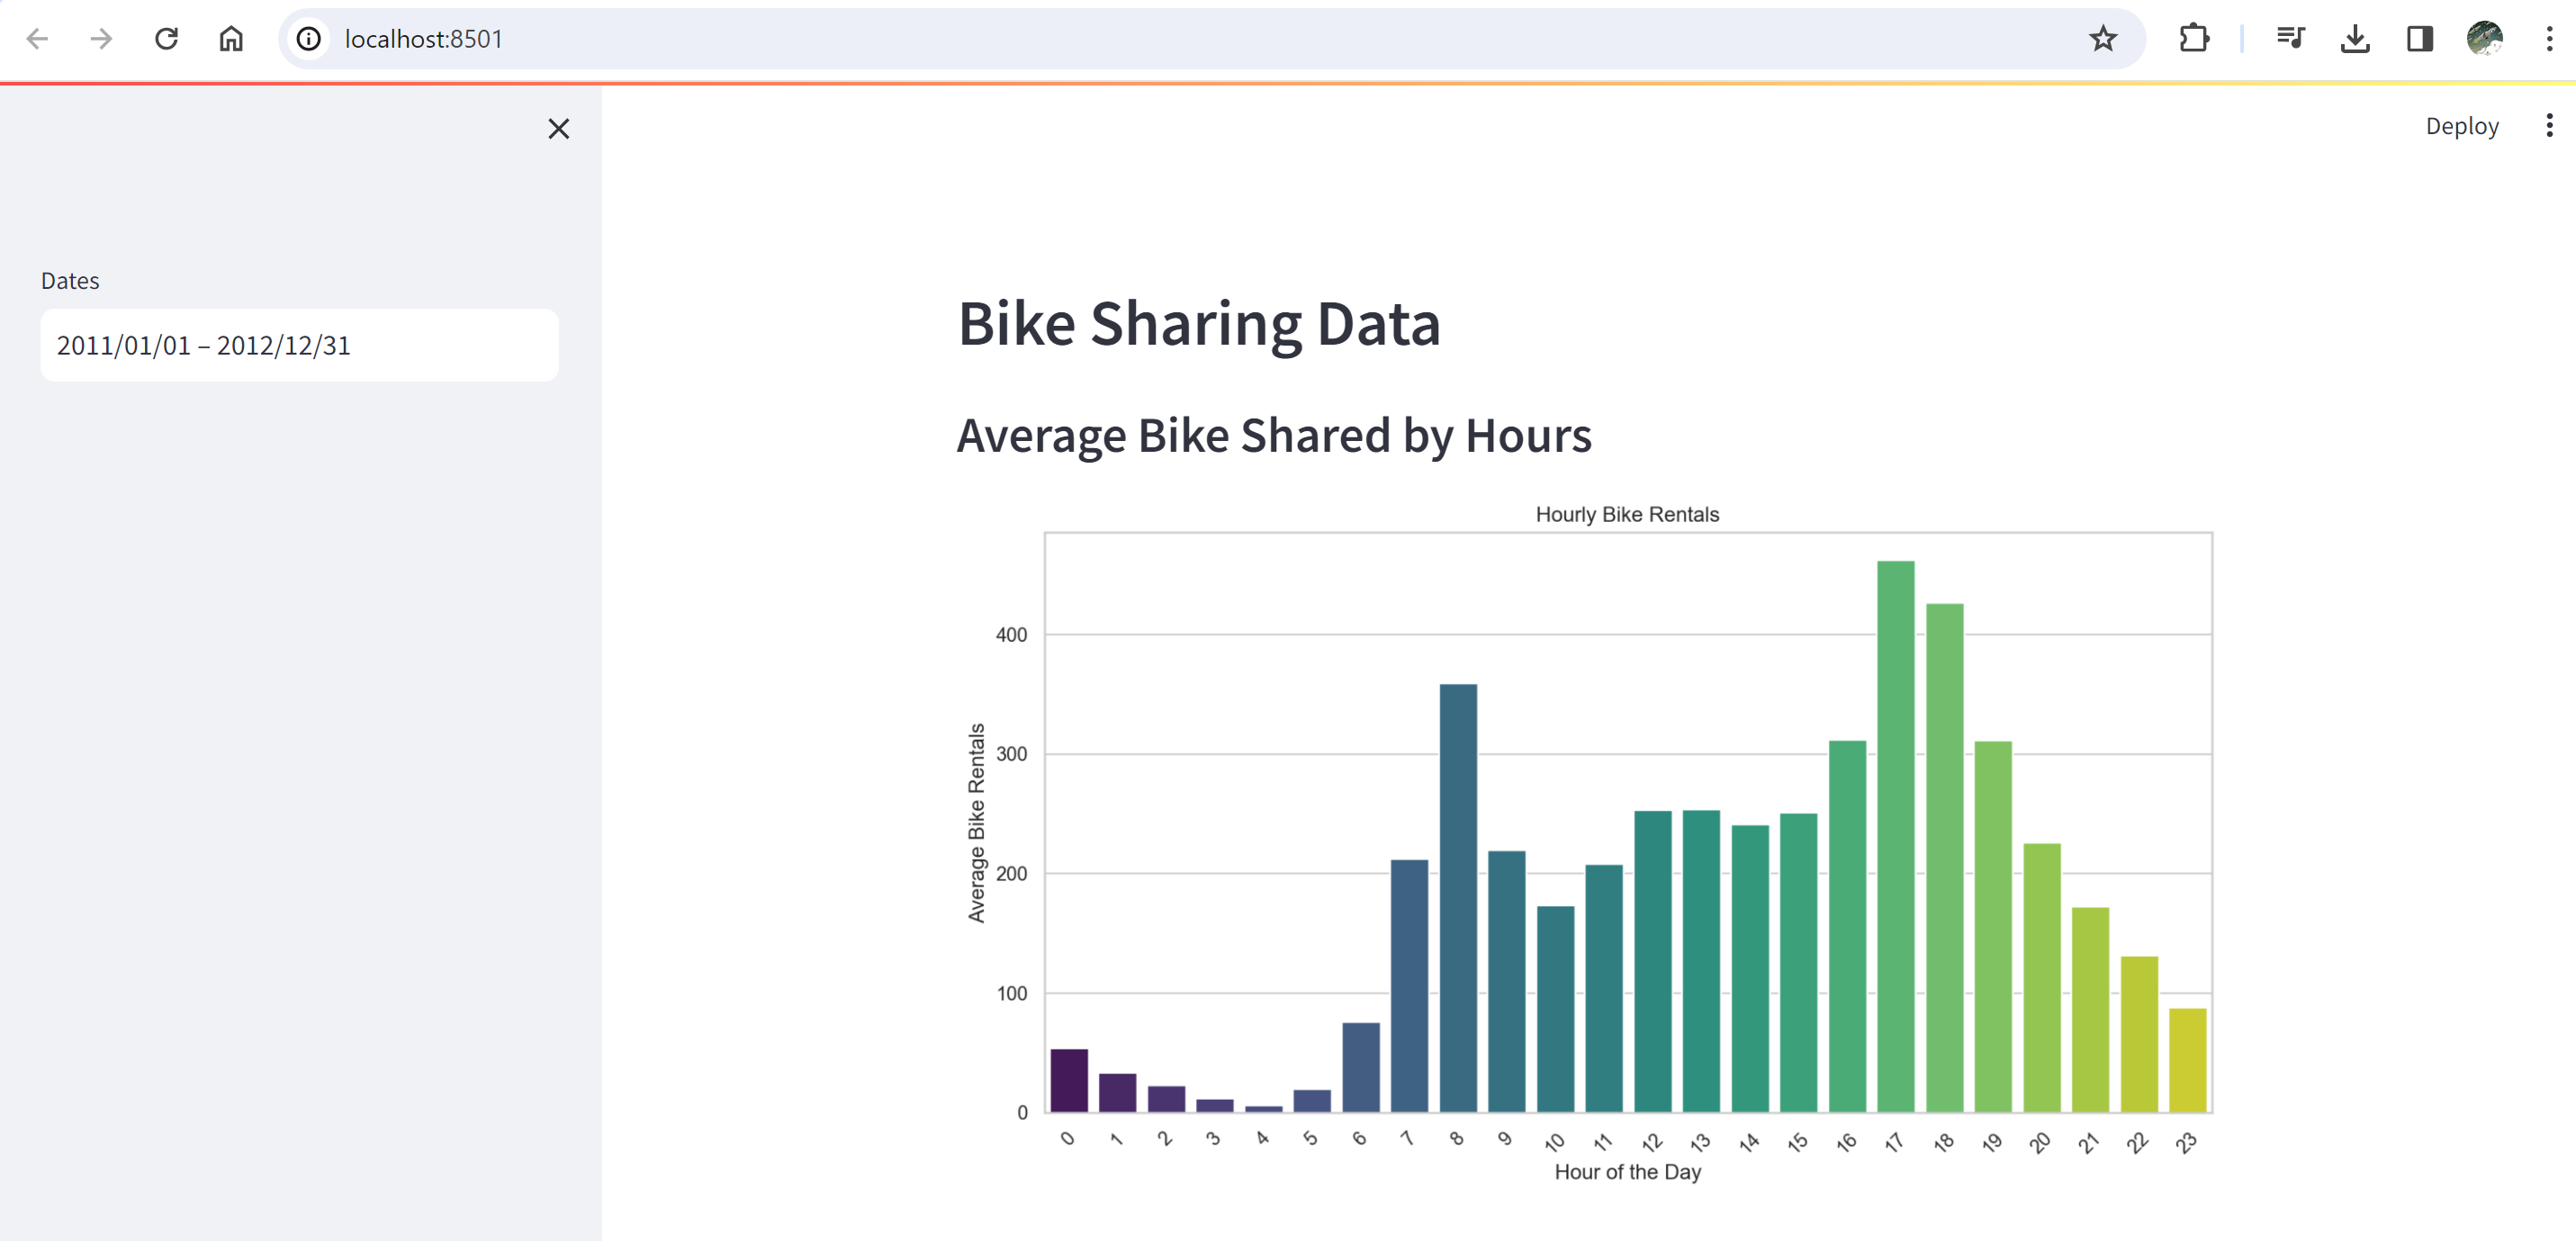 localhost:8501
Deploy
Dates
2011/01/01 – 2012/12/31
Bike Sharing Data
Average Bike Shared by Hours
Hourly Bike Rentals
Average Bike Rentals
400
300
200
100
0
0 1 2 3 4 5 6 7 8 9 10 11 12 13 14 15 16 17 18 19 20 21 22 23
Hour of the Day